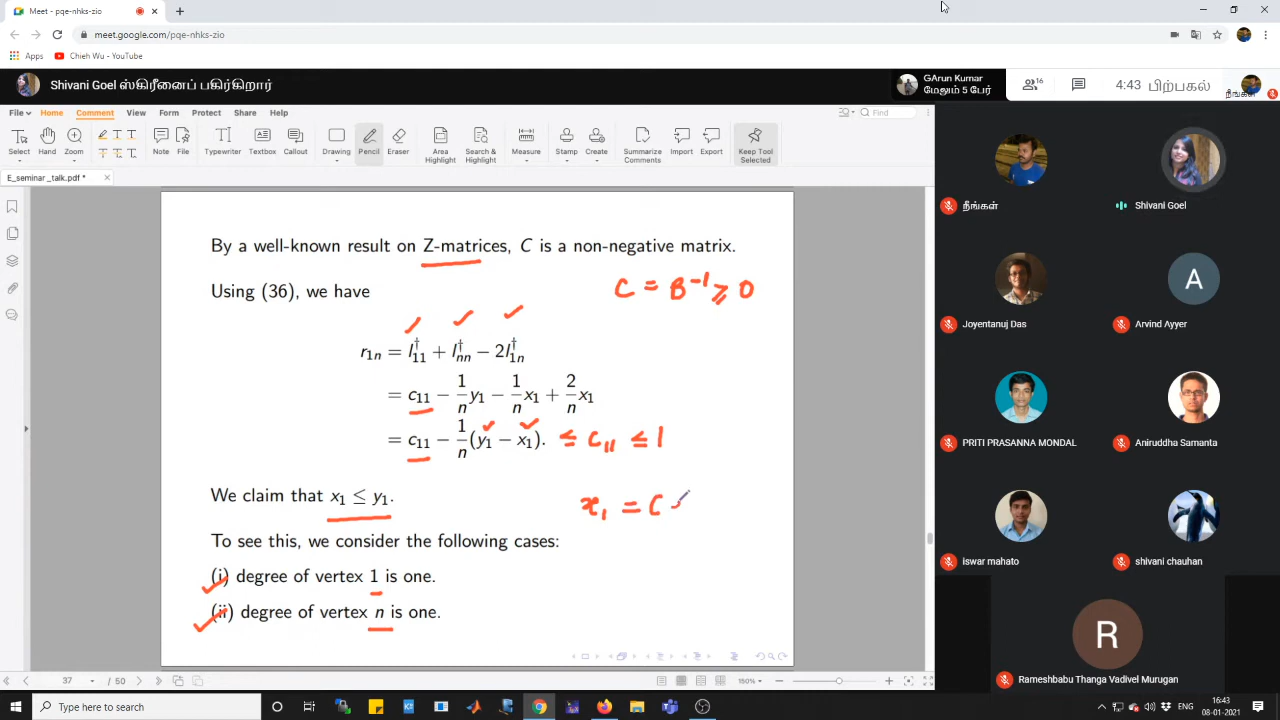 Meet - pqe-nhks-zio
meet.google.com/pqe-nhks-zio
Apps
Chieh Wu - YouTube
Shivani Goel ஸ்கிரீனைப் பகிர்கிறார்
GArun Kumar
மேலும் 5 பேர்
16
4:43 பிற்பகல்
நீங்கள்
File Home Comment View Form Protect Share Help
Find
Select Hand Zoom Note File Typewriter Textbox Callout Drawing Pencil Eraser Area Highlight Search & Highlight Measure Stamp Create Summarize Comments Import Export Keep Tool Selected
E_seminar _talk.pdf *
By a well-known result on Z-matrices, C is a non-negative matrix.
C = B⁻¹ ≥ 0
Using (36), we have
r₁ₙ = l†₁₁ + l†ₙₙ − 2l†₁ₙ
= c₁₁ − 1/n y₁ − 1/n x₁ + 2/n x₁
= c₁₁ − 1/n (y₁ − x₁). ≤ C₁₁ ≤ 1
We claim that x₁ ≤ y₁.
x₁ = C
To see this, we consider the following cases:
(i) degree of vertex 1 is one.
(ii) degree of vertex n is one.
நீங்கள்
Shivani Goel
Joyentanuj Das
A
Arvind Ayyer
PRITI PRASANNA MONDAL
Aniruddha Samanta
iswar mahato
shivani chauhan
R
Rameshbabu Thanga Vadivel Murugan
37 / 50
150%
Type here to search
ENG
16:43
08-01-2021